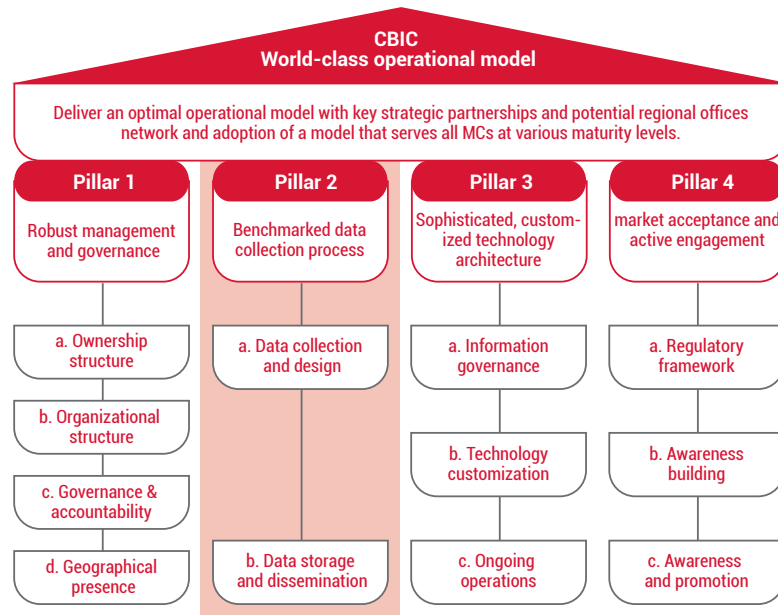 CBIC
World-class operational model
Deliver an optimal operational model with key strategic partnerships and potential regional offices
network and adoption of a model that serves all MCs at various maturity levels.
Pillar 1
Robust management
and governance
a. Ownership
structure
b. Organizational
structure
c. Governance &
accountability
d. Geographical
presence
Pillar 2
Benchmarked data
collection process
a. Data collection
and design
b. Data storage
and dissemination
Pillar 3
Sophisticated, custom-
ized technology
architecture
a. Information
governance
b. Technology
customization
c. Ongoing
operations
Pillar 4
market acceptance and
active engagement
a. Regulatory
framework
b. Awareness
building
c. Awareness
and promotion